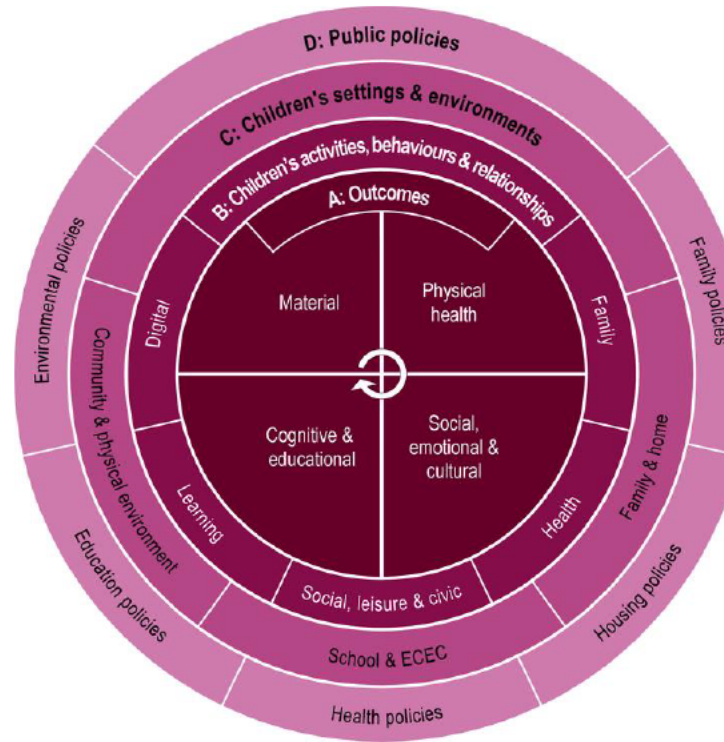 D: Public policies
C: Children's settings & environments
B: Children's activities, behaviours & relationships
A: Outcomes
Material
Physical
health
Cognitive &
educational
Social,
emotional &
cultural
Digital
Family
Learning
Health
Social, leisure & civic
Community & physical environment
Family & home
School & ECEC
Environmental policies
Family policies
Education policies
Housing policies
Health policies